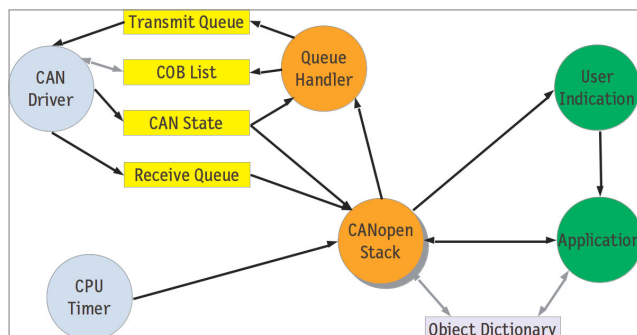 Transmit Queue
CAN
Driver
COB List
Queue
Handler
User
Indication
CAN State
Receive Queue
CANopen
Stack
Application
CPU
Timer
Object Dictionary